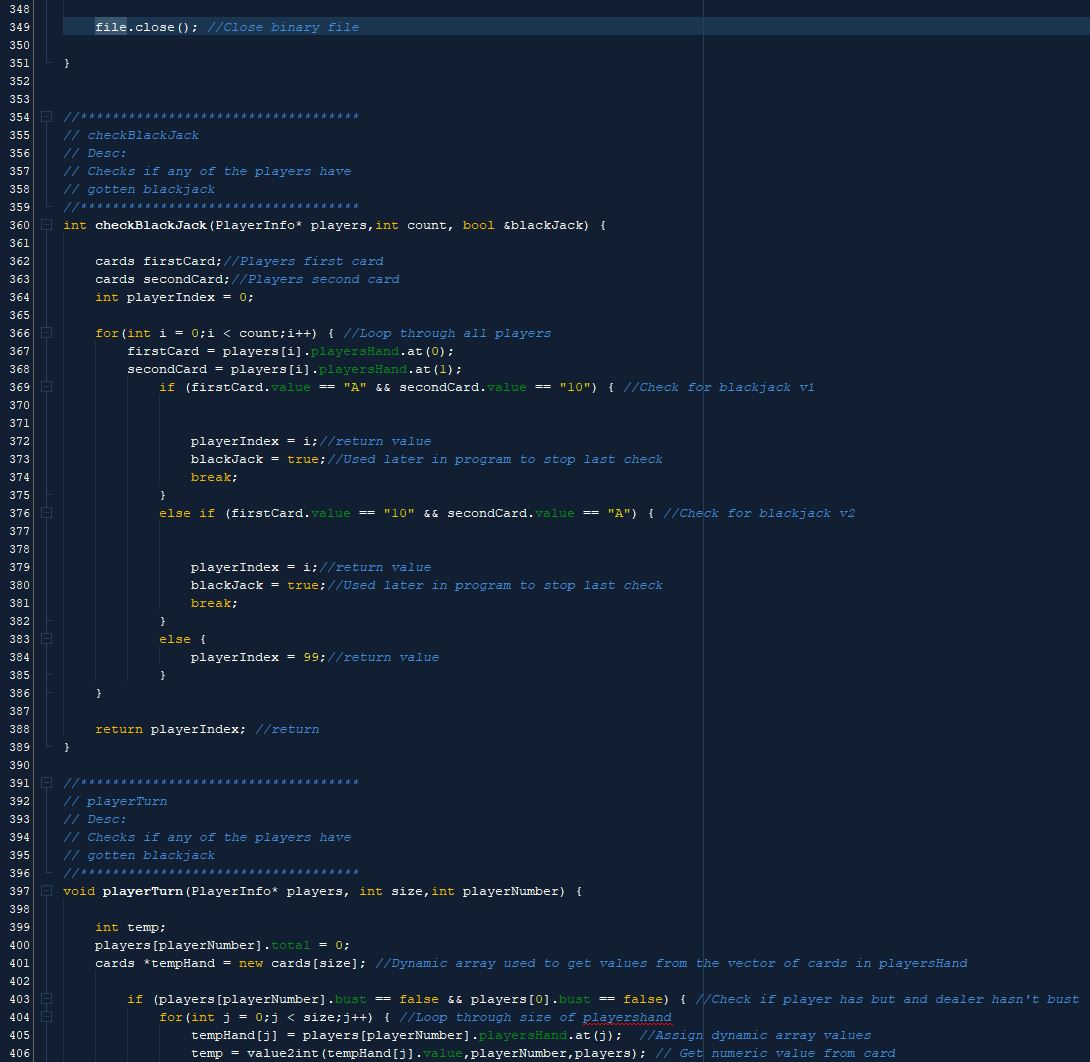 348
349 file.close(); //Close binary file
350
351 }
352
353
354 //***********************************
355 // checkBlackJack
356 // Desc:
357 // Checks if any of the players have
358 // gotten blackjack
359 //***********************************
360 int checkBlackJack(PlayerInfo* players,int count, bool &blackJack) {
361
362 cards firstCard;//Players first card
363 cards secondCard;//Players second card
364 int playerIndex = 0;
365
366 for(int i = 0;i < count;i++) { //Loop through all players
367 firstCard = players[i].playersHand.at(0);
368 secondCard = players[i].playersHand.at(1);
369 if (firstCard.value == "A" && secondCard.value == "10") { //Check for blackjack v1
370
371
372 playerIndex = i;//return value
373 blackJack = true;//Used later in program to stop last check
374 break;
375 }
376 else if (firstCard.value == "10" && secondCard.value == "A") { //Check for blackjack v2
377
378
379 playerIndex = i;//return value
380 blackJack = true;//Used later in program to stop last check
381 break;
382 }
383 else {
384 playerIndex = 99;//return value
385 }
386 }
387
388 return playerIndex; //return
389 }
390
391 //***********************************
392 // playerTurn
393 // Desc:
394 // Checks if any of the players have
395 // gotten blackjack
396 //***********************************
397 void playerTurn(PlayerInfo* players, int size,int playerNumber) {
398
399 int temp;
400 players[playerNumber].total = 0;
401 cards *tempHand = new cards[size]; //Dynamic array used to get values from the vector of cards in playersHand
402
403 if (players[playerNumber].bust == false && players[0].bust == false) { //Check if player has but and dealer hasn't bust
404 for(int j = 0;j < size;j++) { //Loop through size of playershand
405 tempHand[j] = players[playerNumber].playersHand.at(j); //Assign dynamic array values
406 temp = value2int(tempHand[j].value,playerNumber,players); // Get numeric value from card